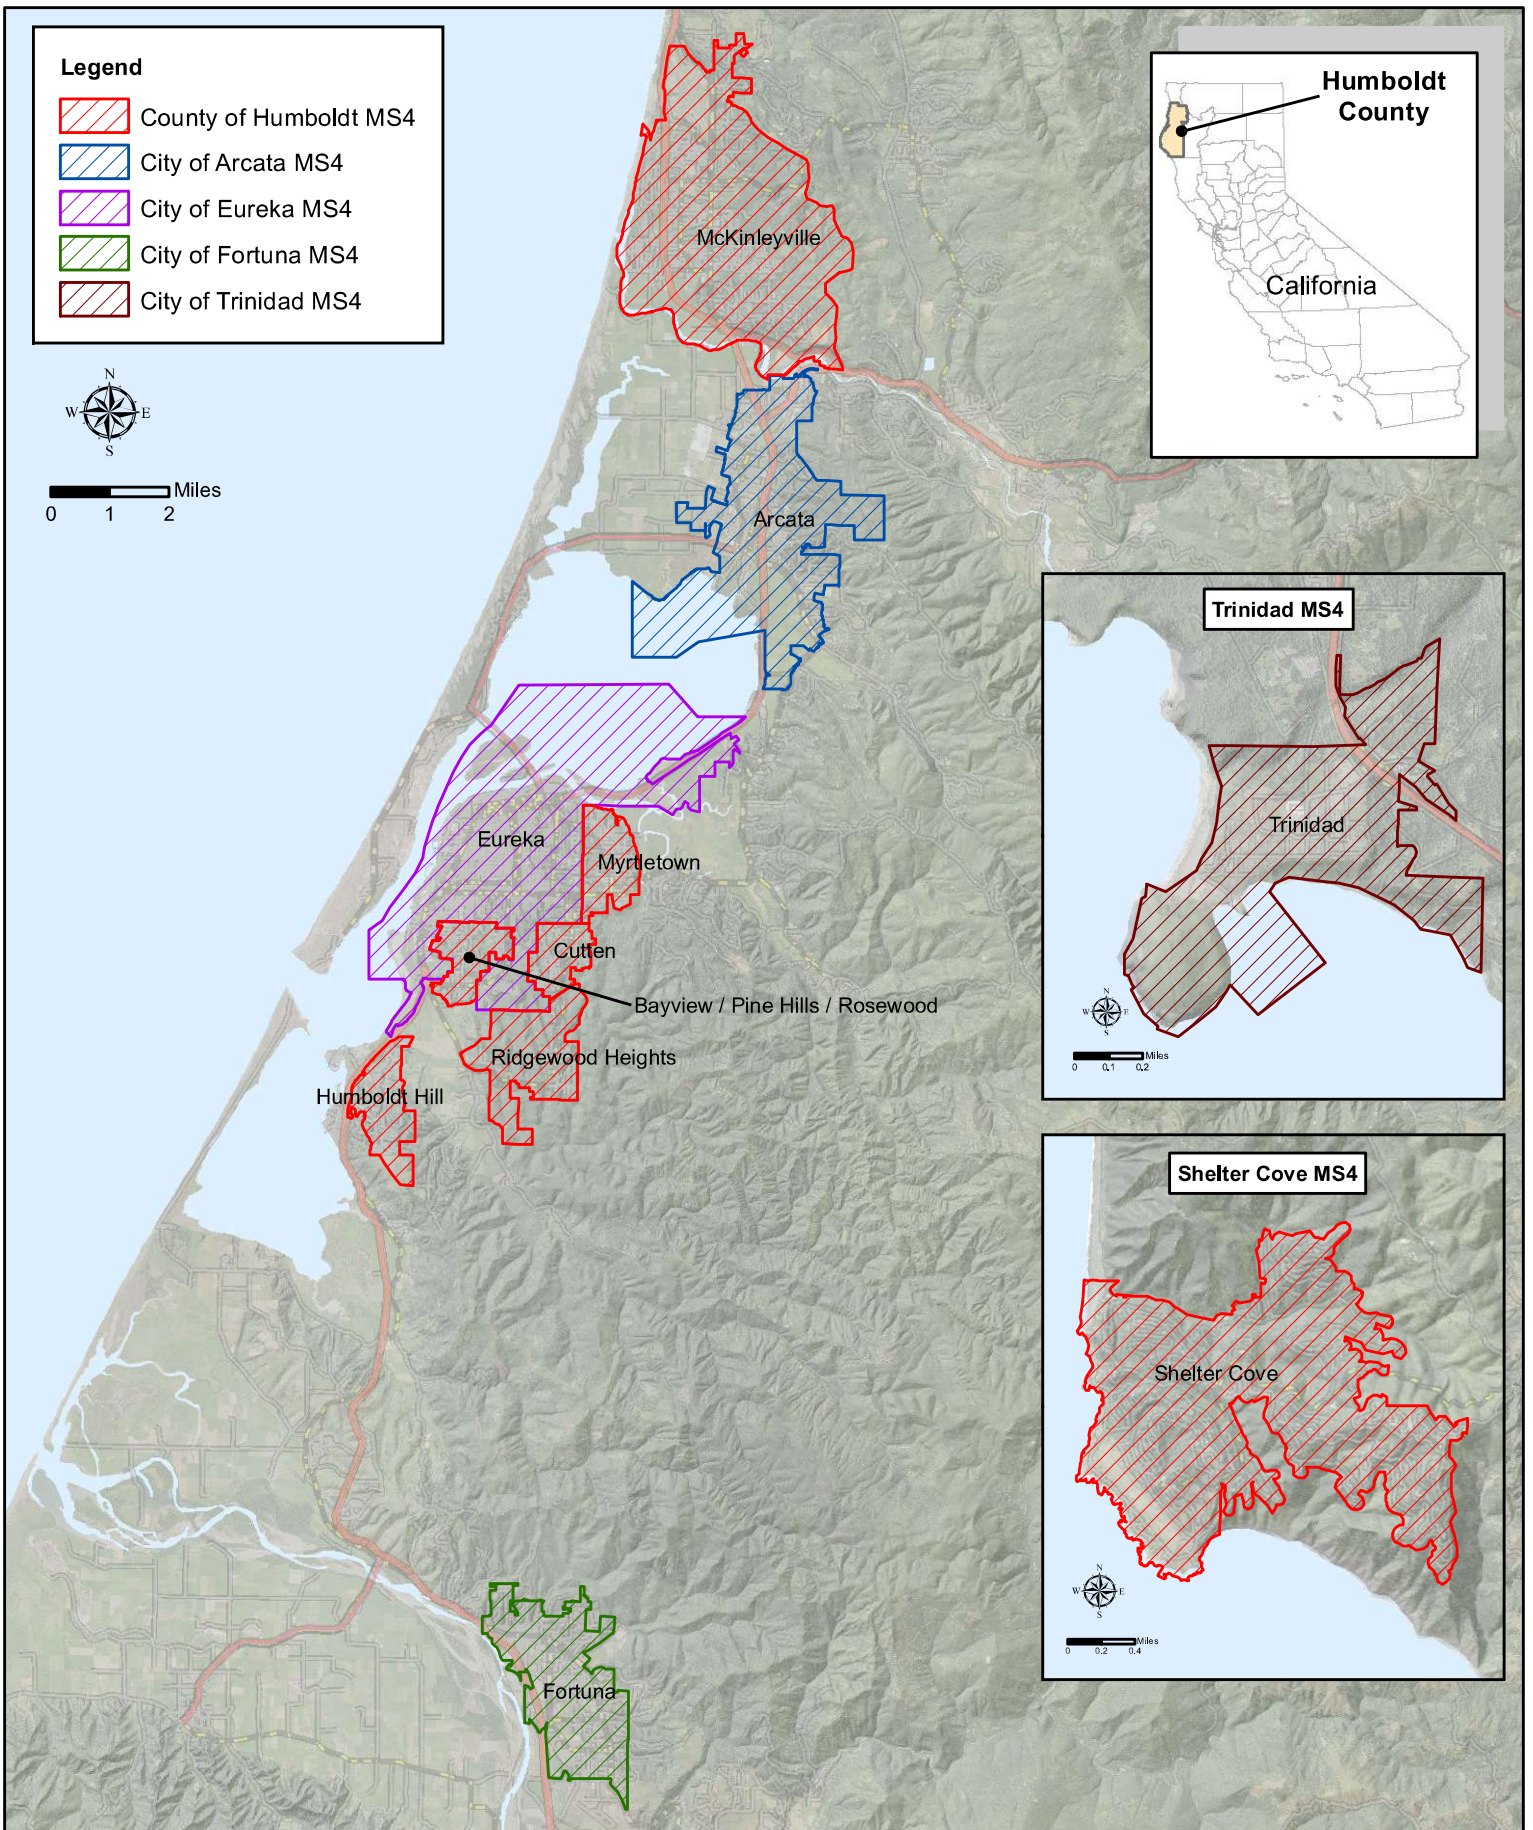 Legend
County of Humboldt MS4
City of Arcata MS4
City of Eureka MS4
City of Fortuna MS4
City of Trinidad MS4
N
W E
S
Miles
0 1 2
Humboldt
County
California
McKinleyville
Arcata
Eureka
Myrtletown
Cutten
Bayview / Pine Hills / Rosewood
Ridgewood Heights
Humboldt Hill
Fortuna
Trinidad MS4
Trinidad
N
W E
S
Miles
0 0.1 0.2
Shelter Cove MS4
Shelter Cove
N
W E
S
Miles
0 0.2 0.4